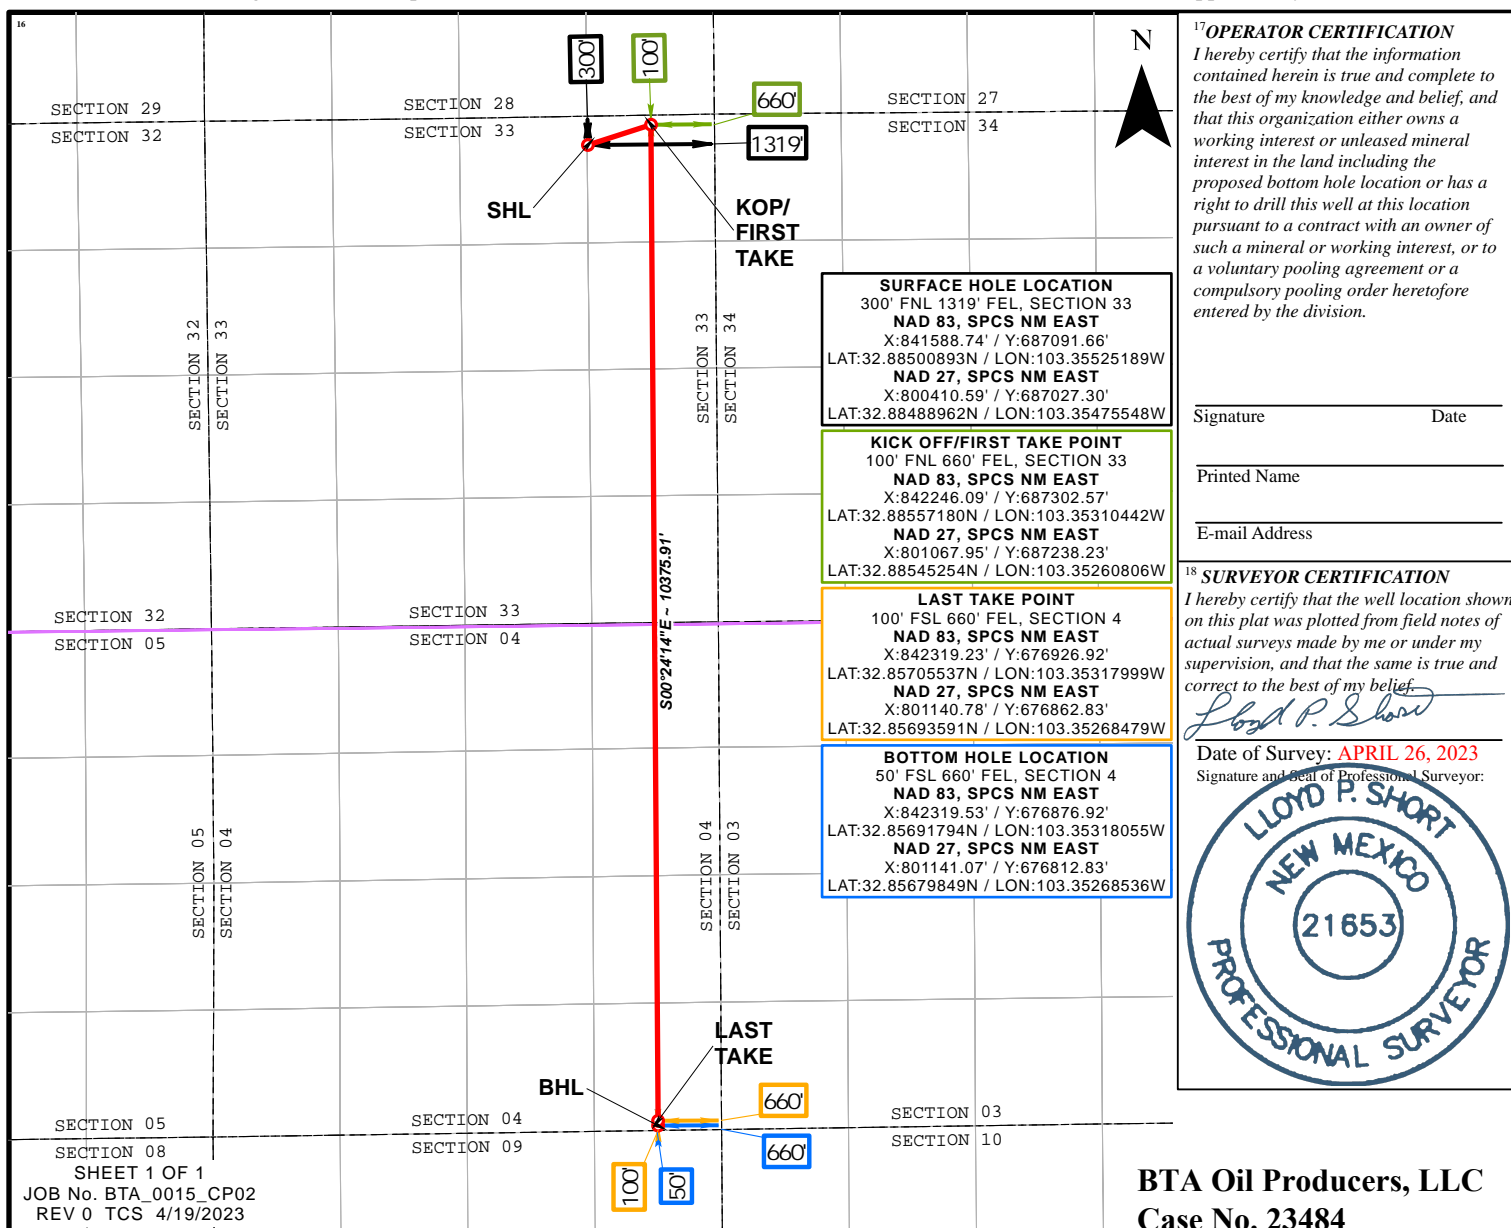 16
300'
100'
660'
1319'
N
SECTION 29
SECTION 32
SECTION 28
SECTION 33
SECTION 27
SECTION 34
SHL
KOP/
FIRST
TAKE
SECTION 32
SECTION 33
SECTION 33
SECTION 34
SURFACE HOLE LOCATION
300' FNL 1319' FEL, SECTION 33
NAD 83, SPCS NM EAST
X:841588.74' / Y:687091.66'
LAT:32.88500893N / LON:103.35525189W
NAD 27, SPCS NM EAST
X:800410.59' / Y:687027.30'
LAT:32.88488962N / LON:103.35475548W
KICK OFF/FIRST TAKE POINT
100' FNL 660' FEL, SECTION 33
NAD 83, SPCS NM EAST
X:842246.09' / Y:687302.57'
LAT:32.88557180N / LON:103.35310442W
NAD 27, SPCS NM EAST
X:801067.95' / Y:687238.23'
LAT:32.88545254N / LON:103.35260806W
LAST TAKE POINT
100' FSL 660' FEL, SECTION 4
NAD 83, SPCS NM EAST
X:842319.23' / Y:676926.92'
LAT:32.85705537N / LON:103.35317999W
NAD 27, SPCS NM EAST
X:801140.78' / Y:676862.83'
LAT:32.85693591N / LON:103.35268479W
BOTTOM HOLE LOCATION
50' FSL 660' FEL, SECTION 4
NAD 83, SPCS NM EAST
X:842319.53' / Y:676876.92'
LAT:32.85691794N / LON:103.35318055W
NAD 27, SPCS NM EAST
X:801141.07' / Y:676812.83'
LAT:32.85679849N / LON:103.35268536W
S00°24'14"E ~ 10375.91'
SECTION 32
SECTION 05
SECTION 33
SECTION 04
SECTION 05
SECTION 04
SECTION 04
SECTION 03
LAST
TAKE
BHL
660'
660'
100'
50'
SECTION 05
SECTION 08
SECTION 04
SECTION 09
SECTION 03
SECTION 10
SHEET 1 OF 1
JOB No. BTA_0015_CP02
REV 0 TCS 4/19/2023
17 OPERATOR CERTIFICATION
I hereby certify that the information
contained herein is true and complete to
the best of my knowledge and belief, and
that this organization either owns a
working interest or unleased mineral
interest in the land including the
proposed bottom hole location or has a
right to drill this well at this location
pursuant to a contract with an owner of
such a mineral or working interest, or to
a voluntary pooling agreement or a
compulsory pooling order heretofore
entered by the division.
Signature Date
Printed Name
E-mail Address
18 SURVEYOR CERTIFICATION
I hereby certify that the well location shown
on this plat was plotted from field notes of
actual surveys made by me or under my
supervision, and that the same is true and
correct to the best of my belief.
Lloyd P. Short
Date of Survey: APRIL 26, 2023
Signature and Seal of Professional Surveyor:
LLOYD P. SHORT
NEW MEXICO
21653
PROFESSIONAL SURVEYOR
BTA Oil Producers, LLC
Case No. 23484